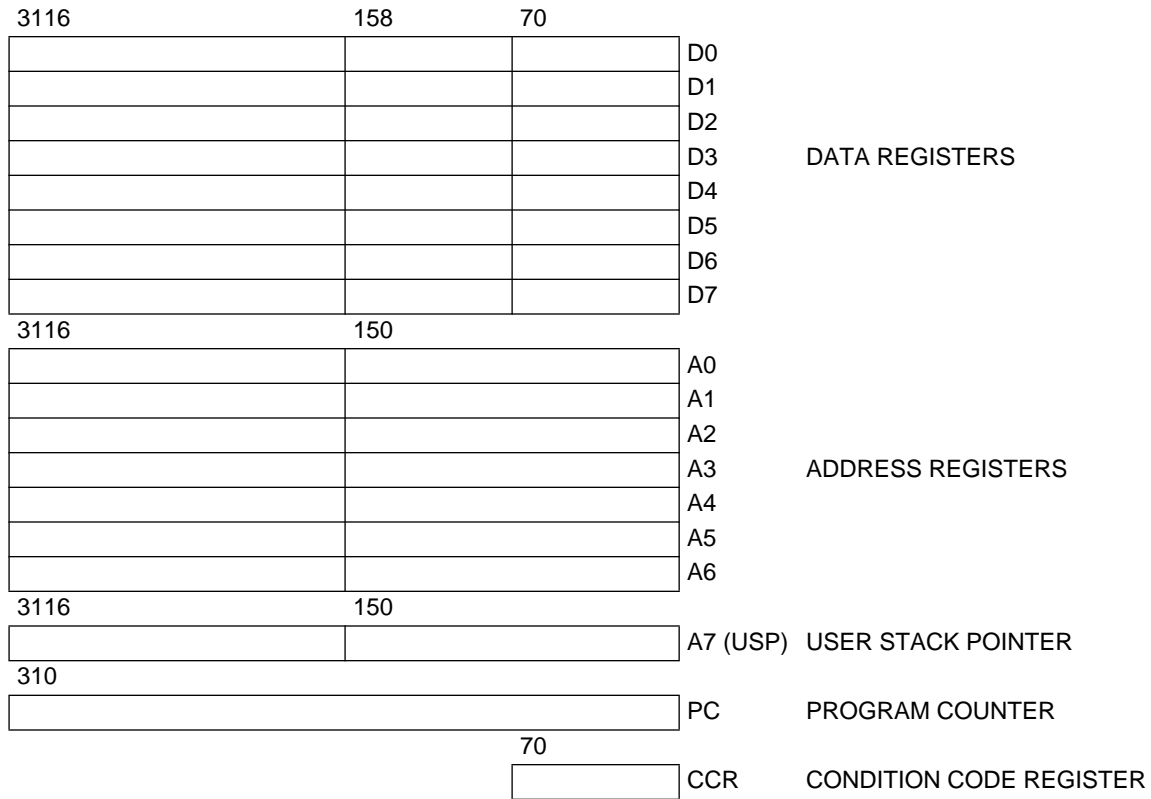 3116 158 70
D0
D1
D2
D3 DATA REGISTERS
D4
D5
D6
D7
3116 150
A0
A1
A2
A3 ADDRESS REGISTERS
A4
A5
A6
3116 150
A7 (USP) USER STACK POINTER
310
PC PROGRAM COUNTER
70
CCR CONDITION CODE REGISTER